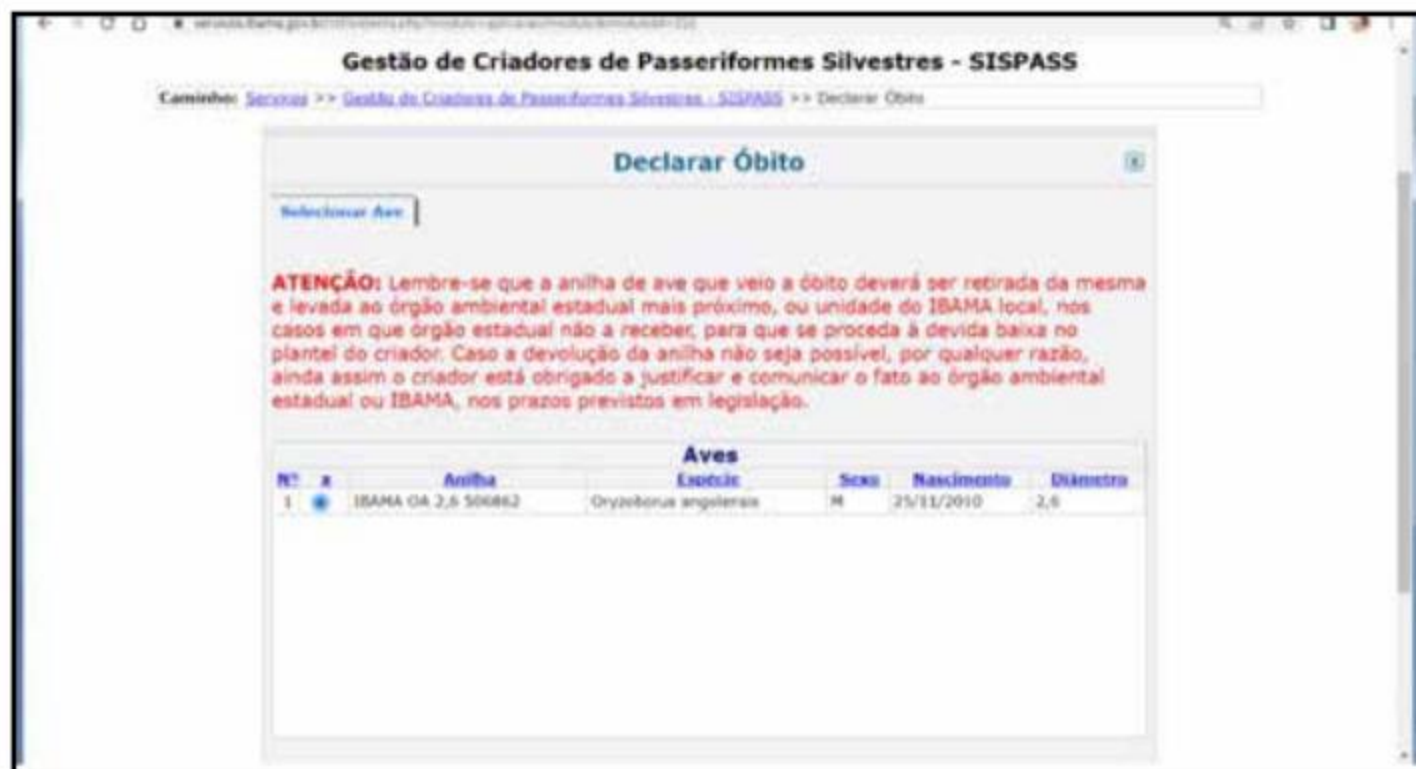 Gestão de Criadores de Passeriformes Silvestres - SISPASS
Caminho: Serviços >> Gestão de Criadores de Passeriformes Silvestres - SISPASS >> Declarar Óbito
Declarar Óbito
Selecionar Ave
ATENÇÃO: Lembre-se que a anilha de ave que veio a óbito deverá ser retirada da mesma
e levada ao órgão ambiental estadual mais próximo, ou unidade do IBAMA local, nos
casos em que órgão estadual não a receber, para que se proceda à devida baixa no
plantel do criador. Caso a devolução da anilha não seja possível, por qualquer razão,
ainda assim o criador está obrigado a justificar e comunicar o fato ao órgão ambiental
estadual ou IBAMA, nos prazos previstos em legislação.
Aves
Nº x Anilha Espécie Sexo Nascimento Diâmetro
1 IBAMA OA 2,6 506862 Oryzoborus angolensis M 25/11/2010 2,6